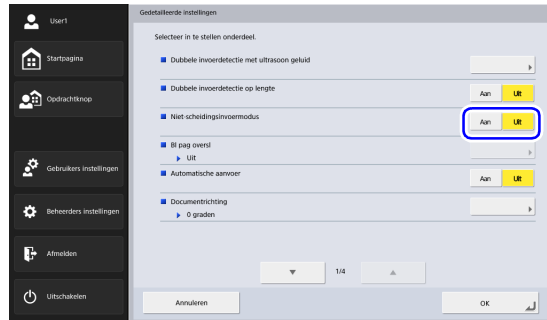 User1
Startpagina
Opdrachtknop
Gebruikers instellingen
Beheerders instellingen
Afmelden
Uitschakelen
Gedetailleerde instellingen
Selecteer in te stellen onderdeel.
Dubbele invoerdetectie met ultrasoon geluid
Dubbele invoerdetectie op lengte
Aan Uit
Niet-scheidingsinvoermodus
Aan Uit
Bl pag oversl
Uit
Automatische aanvoer
Aan Uit
Documentrichting
0 graden
1/4
Annuleren
OK